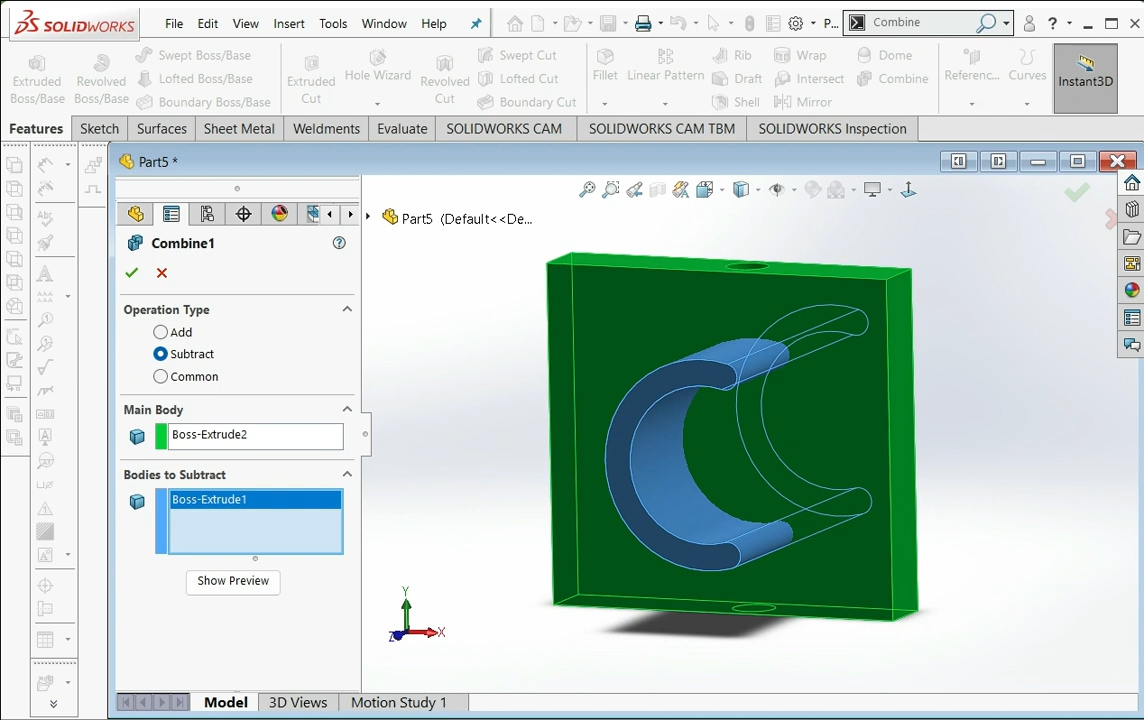 SOLIDWORKS File Edit View Insert Tools Window Help P... Combine
Extruded Boss/Base
Revolved Boss/Base
Swept Boss/Base
Lofted Boss/Base
Boundary Boss/Base
Extruded Cut
Hole Wizard
Revolved Cut
Swept Cut
Lofted Cut
Boundary Cut
Fillet
Linear Pattern
Rib
Draft
Shell
Wrap
Intersect
Mirror
Dome
Combine
Referenc...
Curves
Instant3D
Features Sketch Surfaces Sheet Metal Weldments Evaluate SOLIDWORKS CAM SOLIDWORKS CAM TBM SOLIDWORKS Inspection
Part5 *
Part5 (Default<<De...
Combine1
Operation Type
Add
Subtract
Common
Main Body
Boss-Extrude2
Bodies to Subtract
Boss-Extrude1
Show Preview
Y
Z X
Model 3D Views Motion Study 1